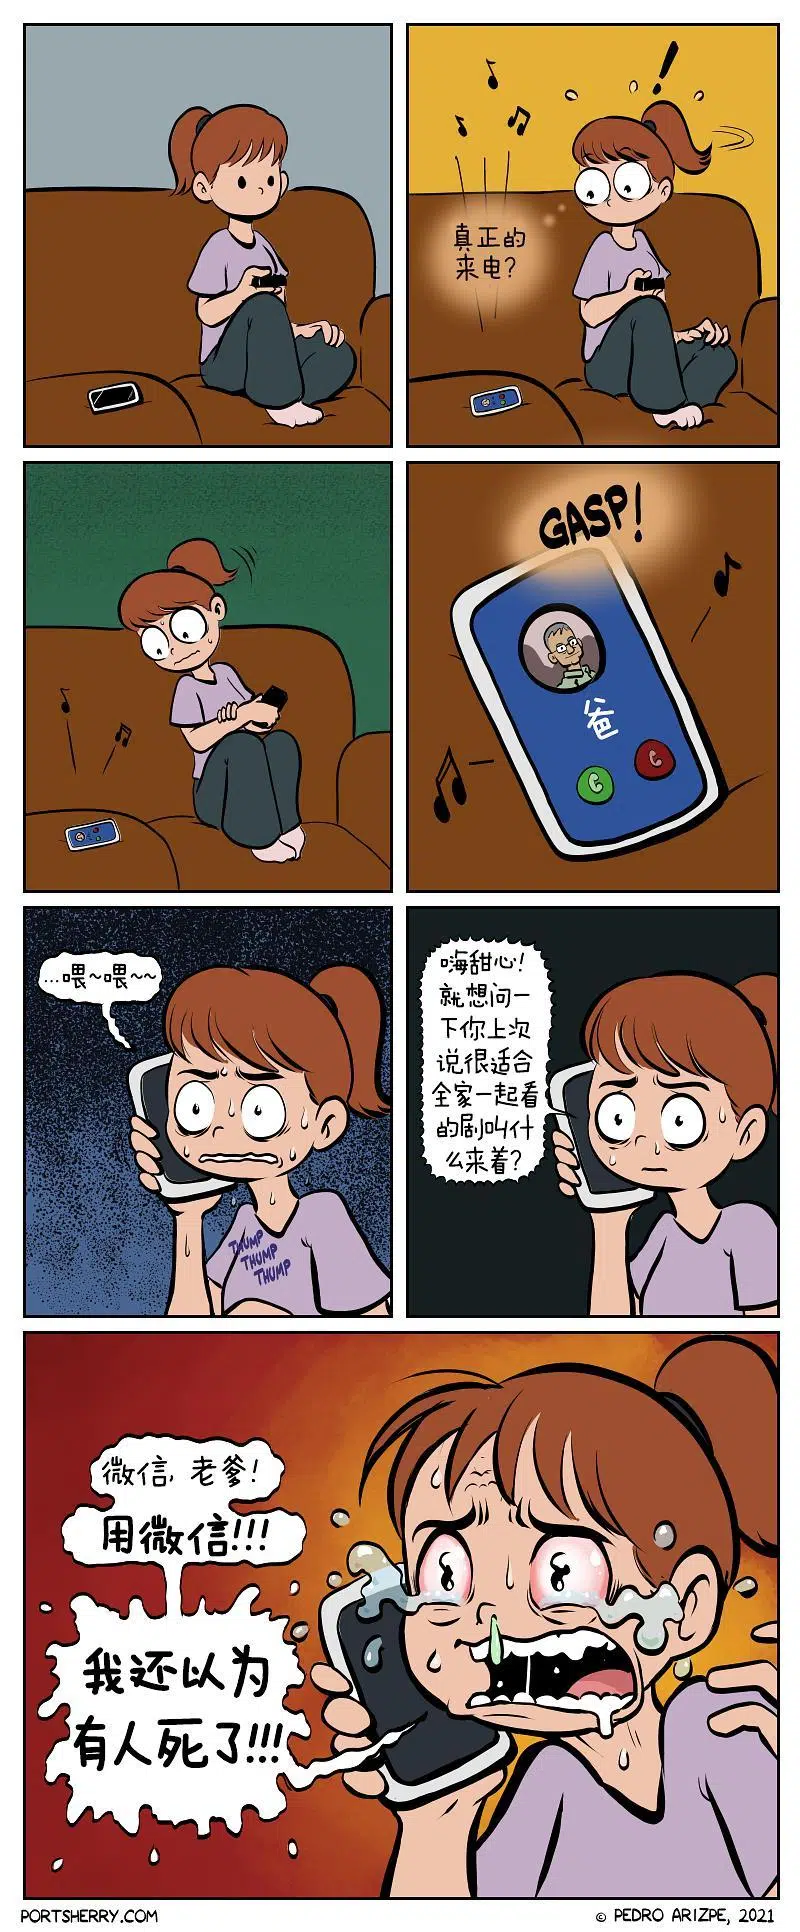 真正的
来电?
GASP!
爸
...喂~喂~~
THUMP
THUMP
THUMP
嗨甜心!
就想问一
下你上次
说很适合
全家一起看
的剧叫什
么来着?
微信, 老爹!
用微信!!!
我还以为
有人死了!!!
PORTSHERRY.COM
© PEDRO ARIZPE, 2021